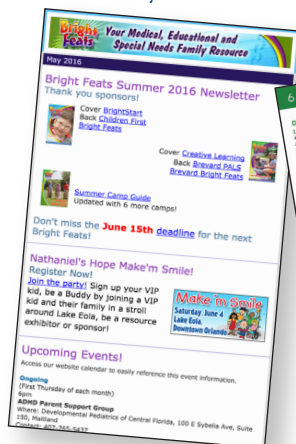 Bright Feats
Your Medical, Educational and
Special Needs Family Resource
May 2016
Bright Feats Summer 2016 Newsletter
Thank you sponsors!
Cover BrightStart
Back Children First
Bright Feats
Cover Creative Learning
Back Brevard PALS
Brevard Bright Feats
Summer Camp Guide
Updated with 6 more camps!
Don't miss the June 15th deadline for the next
Bright Feats!
Nathaniel's Hope Make'm Smile!
Register Now!
Join the party! Sign up your VIP
kid, be a Buddy by joining a VIP
kid and their family in a stroll
around Lake Eola, be a resource
exhibitor or sponsor!
Make'm Smile
Saturday, June 4
Lake Eola,
Downtown Orlando
Upcoming Events!
Access our website calendar to easily reference this event information.
Ongoing
(First Thursday of each month)
6pm
ADHD Parent Support Group
Where: Developmental Pediatrics of Central Florida, 100 E Sybelia Ave, Suite
150, Maitland
Contact: 407-265-5437
6